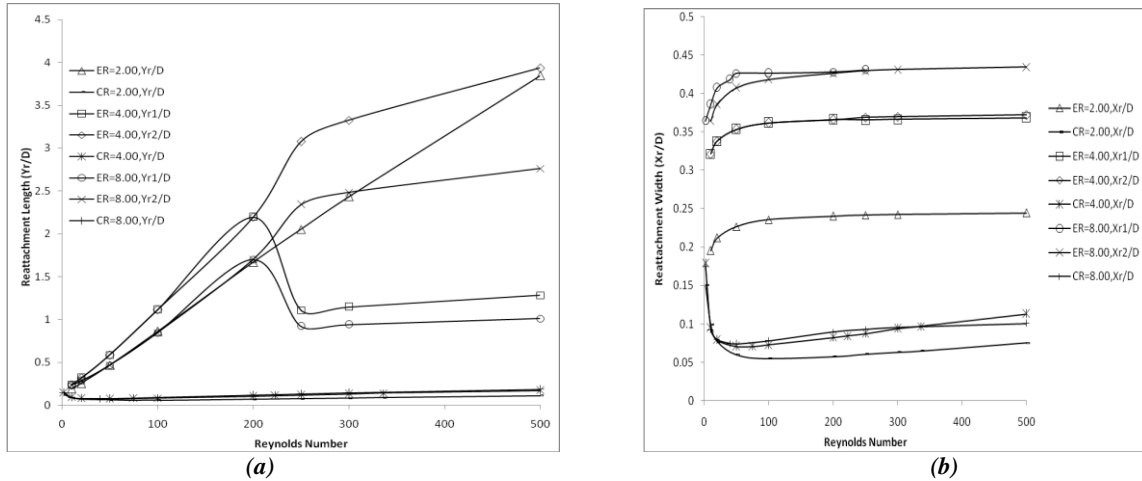 4.5
4
3.5
3
2.5
2
1.5
1
0.5
0
Reattachment Length (Yr/D)
ER=2.00,Yr/D
CR=2.00,Yr/D
ER=4.00,Yr1/D
ER=4.00,Yr2/D
CR=4.00,Yr/D
ER=8.00,Yr1/D
ER=8.00,Yr2/D
CR=8.00,Yr/D
0 100 200 300 400 500
Reynolds Number
(a)
0.5
0.45
0.4
0.35
0.3
0.25
0.2
0.15
0.1
0.05
0
Reattachment Width (Xr/D)
ER=2.00,Xr/D
CR=2.00,Xr/D
ER=4.00,Xr1/D
ER=4.00,Xr2/D
CR=4.00,Xr/D
ER=8.00,Xr1/D
ER=8.00,Xr2/D
CR=8.00,Xr/D
0 100 200 300 400 500
Reynolds Number
(b)